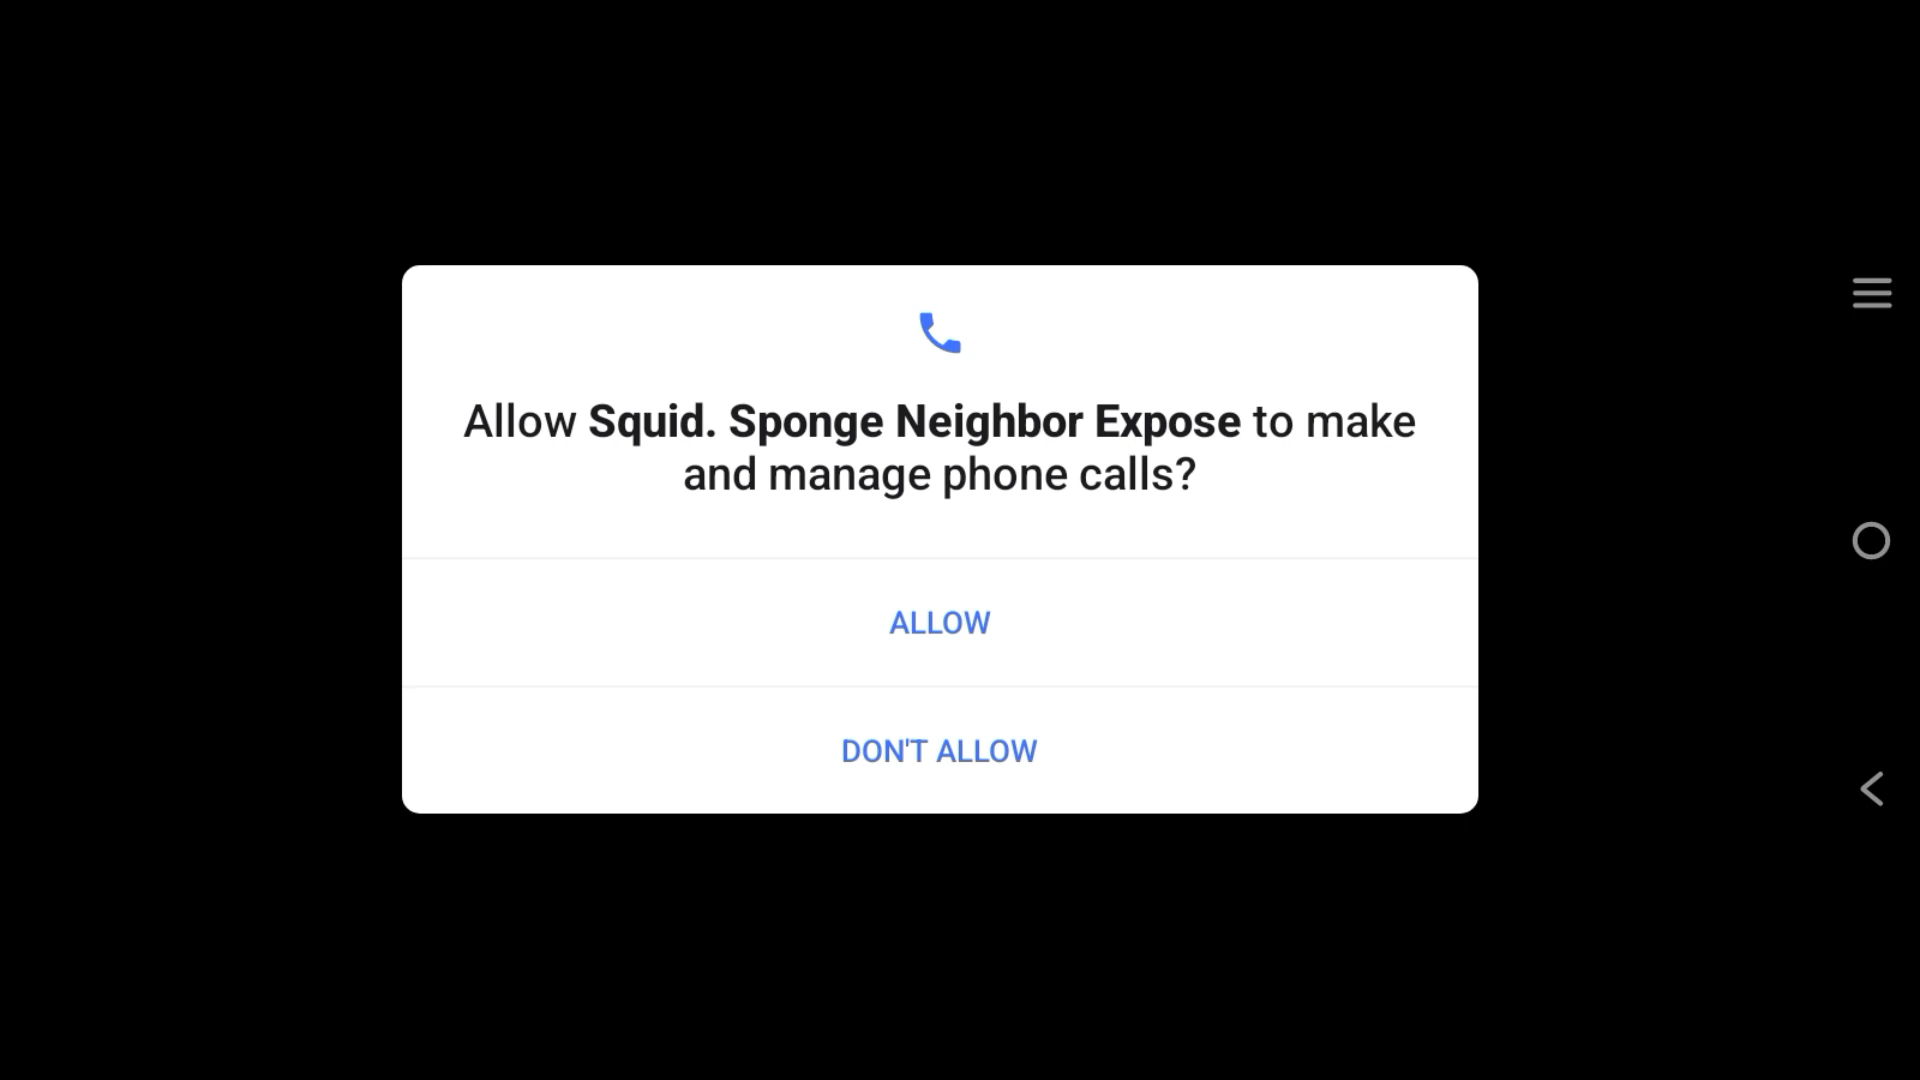 Allow Squid. Sponge Neighbor Expose to make
and manage phone calls?
ALLOW
DON'T ALLOW